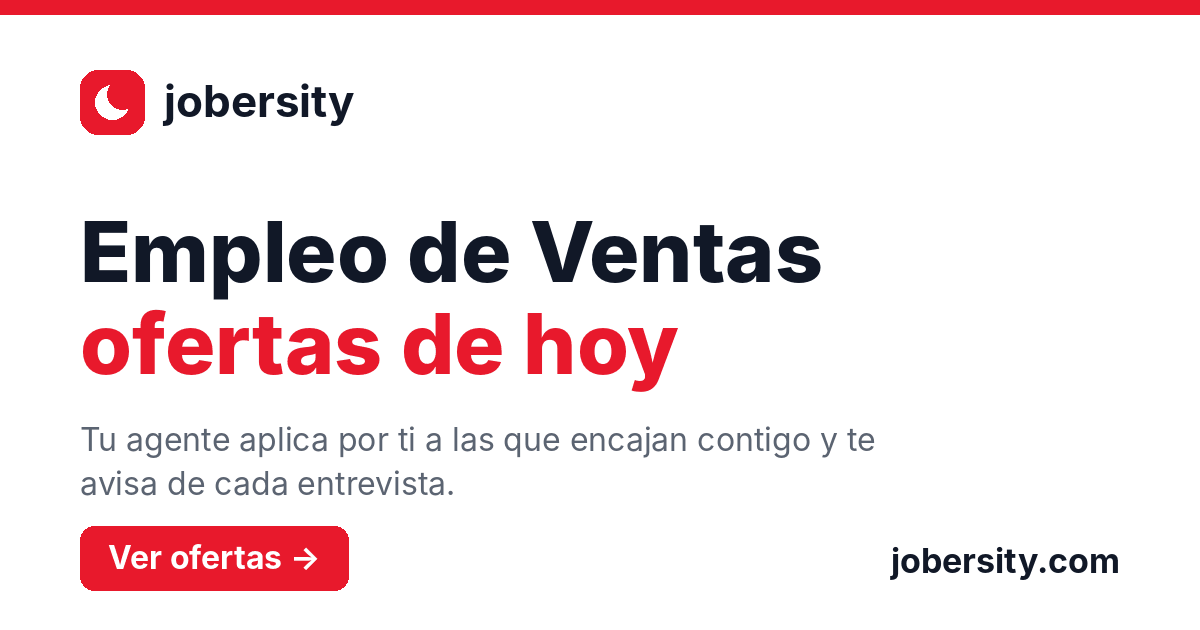 jobersity
Empleo de Ventas
ofertas de hoy
Tu agente aplica por ti a las que encajan contigo y te
avisa de cada entrevista.
Ver ofertas →
jobersity.com